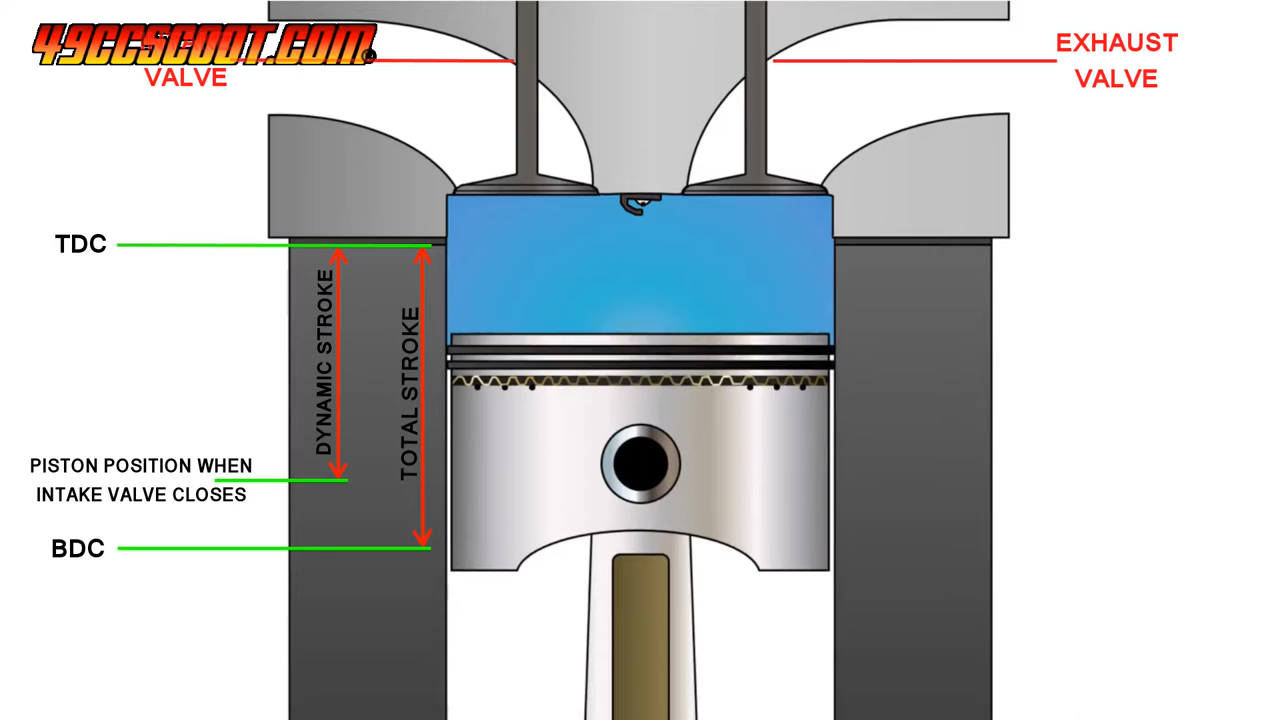 49CCSCOOT.COM®
VALVE
EXHAUST
VALVE
TDC
DYNAMIC STROKE
TOTAL STROKE
PISTON POSITION WHEN
INTAKE VALVE CLOSES
BDC